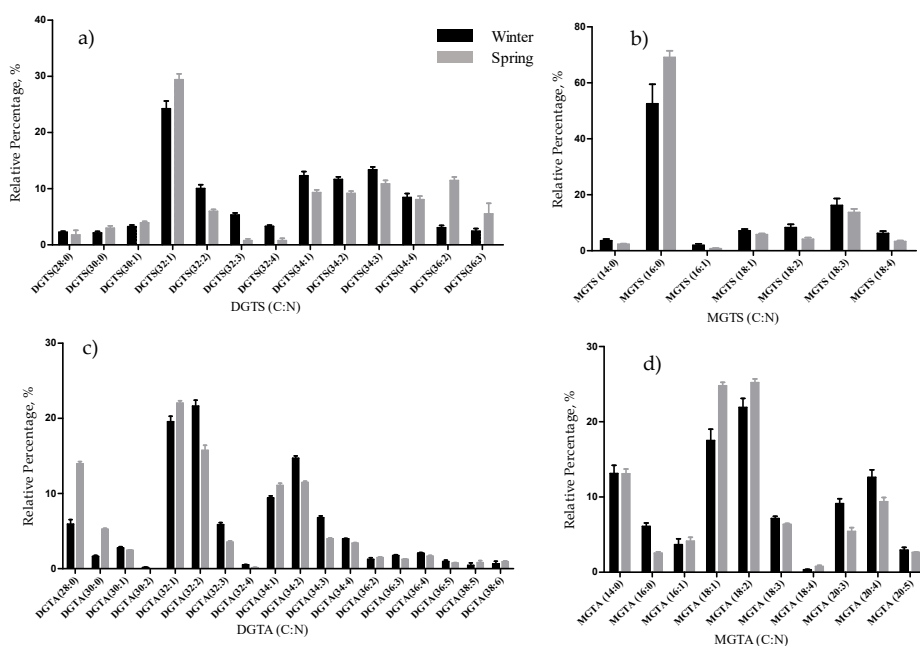 a)
Winter
Spring
Relative Percentage, %
40
30
20
10
0
DGTS(28:0)
DGTS(30:0)
DGTS(30:1)
DGTS(32:1)
DGTS(32:2)
DGTS(32:3)
DGTS(32:4)
DGTS(34:1)
DGTS(34:2)
DGTS(34:3)
DGTS(34:4)
DGTS(36:2)
DGTS(36:3)
DGTS (C:N)
b)
Relative Percentage, %
80
60
40
20
0
MGTS (14:0)
MGTS (16:0)
MGTS (16:1)
MGTS (18:1)
MGTS (18:2)
MGTS (18:3)
MGTS (18:4)
MGTS (C:N)
c)
Relative Percentage, %
30
20
10
0
DGTA(28:0)
DGTA(30:0)
DGTA(30:1)
DGTA(30:2)
DGTA(32:1)
DGTA(32:2)
DGTA(32:3)
DGTA(32:4)
DGTA(34:1)
DGTA(34:2)
DGTA(34:3)
DGTA(34:4)
DGTA(36:2)
DGTA(36:3)
DGTA(36:4)
DGTA(36:5)
DGTA(38:5)
DGTA(38:6)
DGTA (C:N)
d)
Relative Percentage, %
30
20
10
0
MGTA (14:0)
MGTA (16:0)
MGTA (16:1)
MGTA (18:1)
MGTA (18:2)
MGTA (18:3)
MGTA (18:4)
MGTA (20:3)
MGTA (20:4)
MGTA (20:5)
MGTA (C:N)